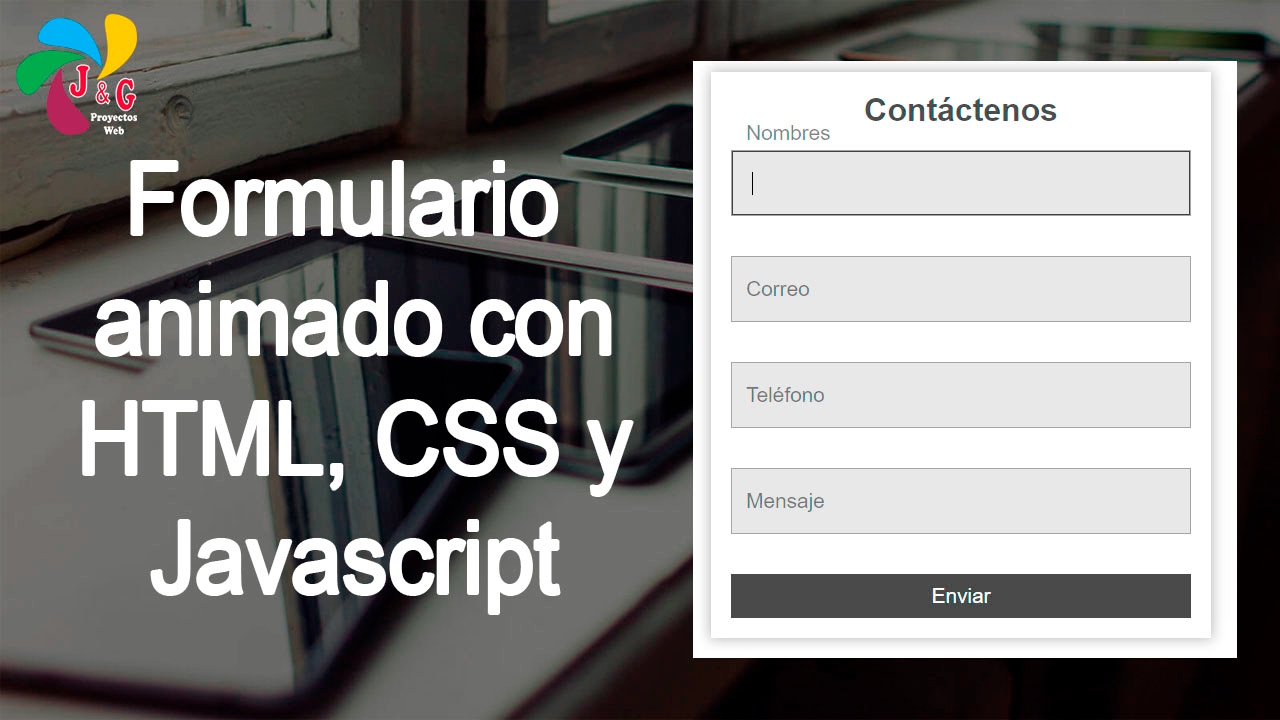 J & G
Proyectos
Web
Formulario
animado con
HTML, CSS y
Javascript
Contáctenos
Nombres
Correo
Teléfono
Mensaje
Enviar